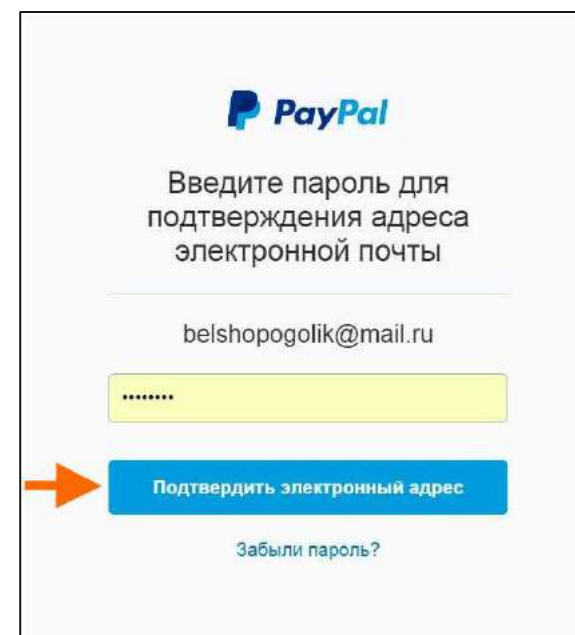 PayPal
Введите пароль для
подтверждения адреса
электронной почты
belshopogolik@mail.ru
••••••••
Подтвердить электронный адрес
Забыли пароль?